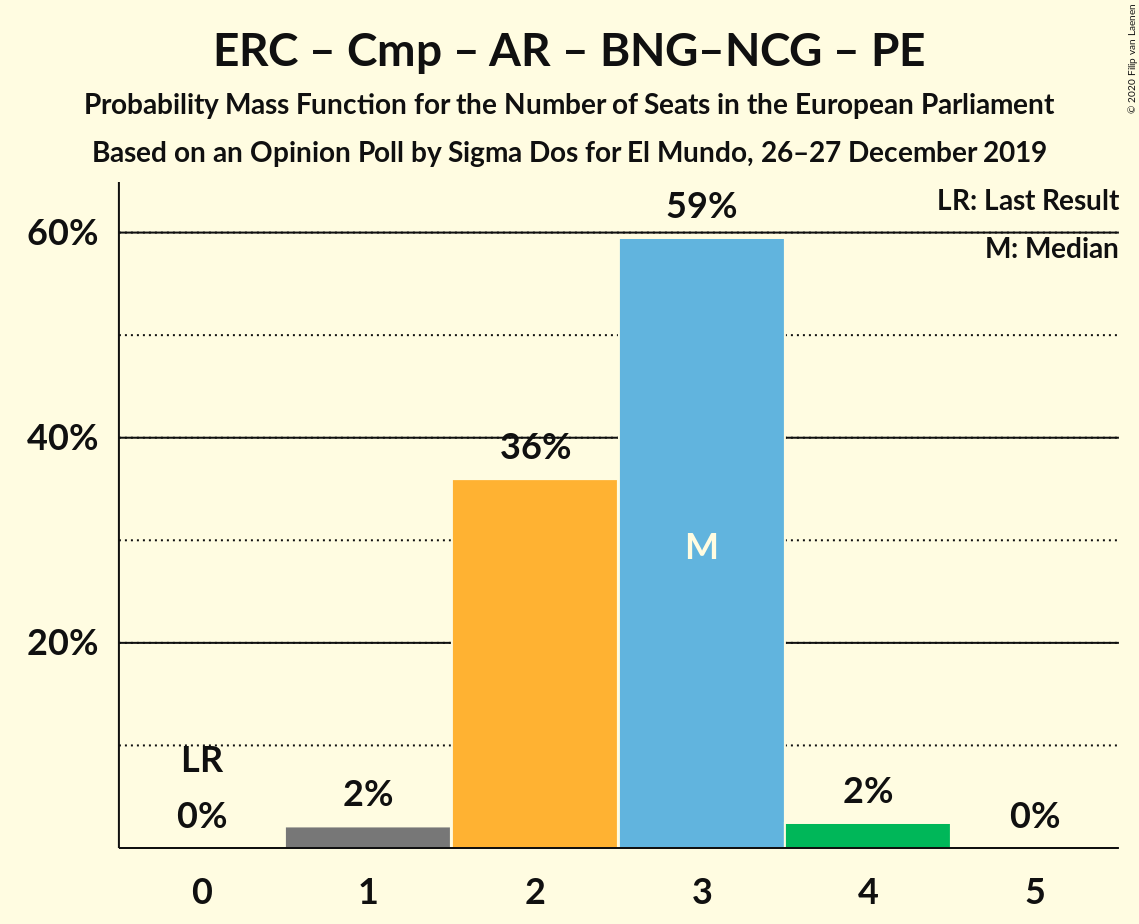 ERC – Cmp – AR – BNG–NCG – PE
Probability Mass Function for the Number of Seats in the European Parliament
Based on an Opinion Poll by Sigma Dos for El Mundo, 26–27 December 2019
© 2020 Filip van Laenen
LR: Last Result
M: Median
60%
40%
20%
59%
36%
M
LR
0%
2%
2%
0%
0 1 2 3 4 5